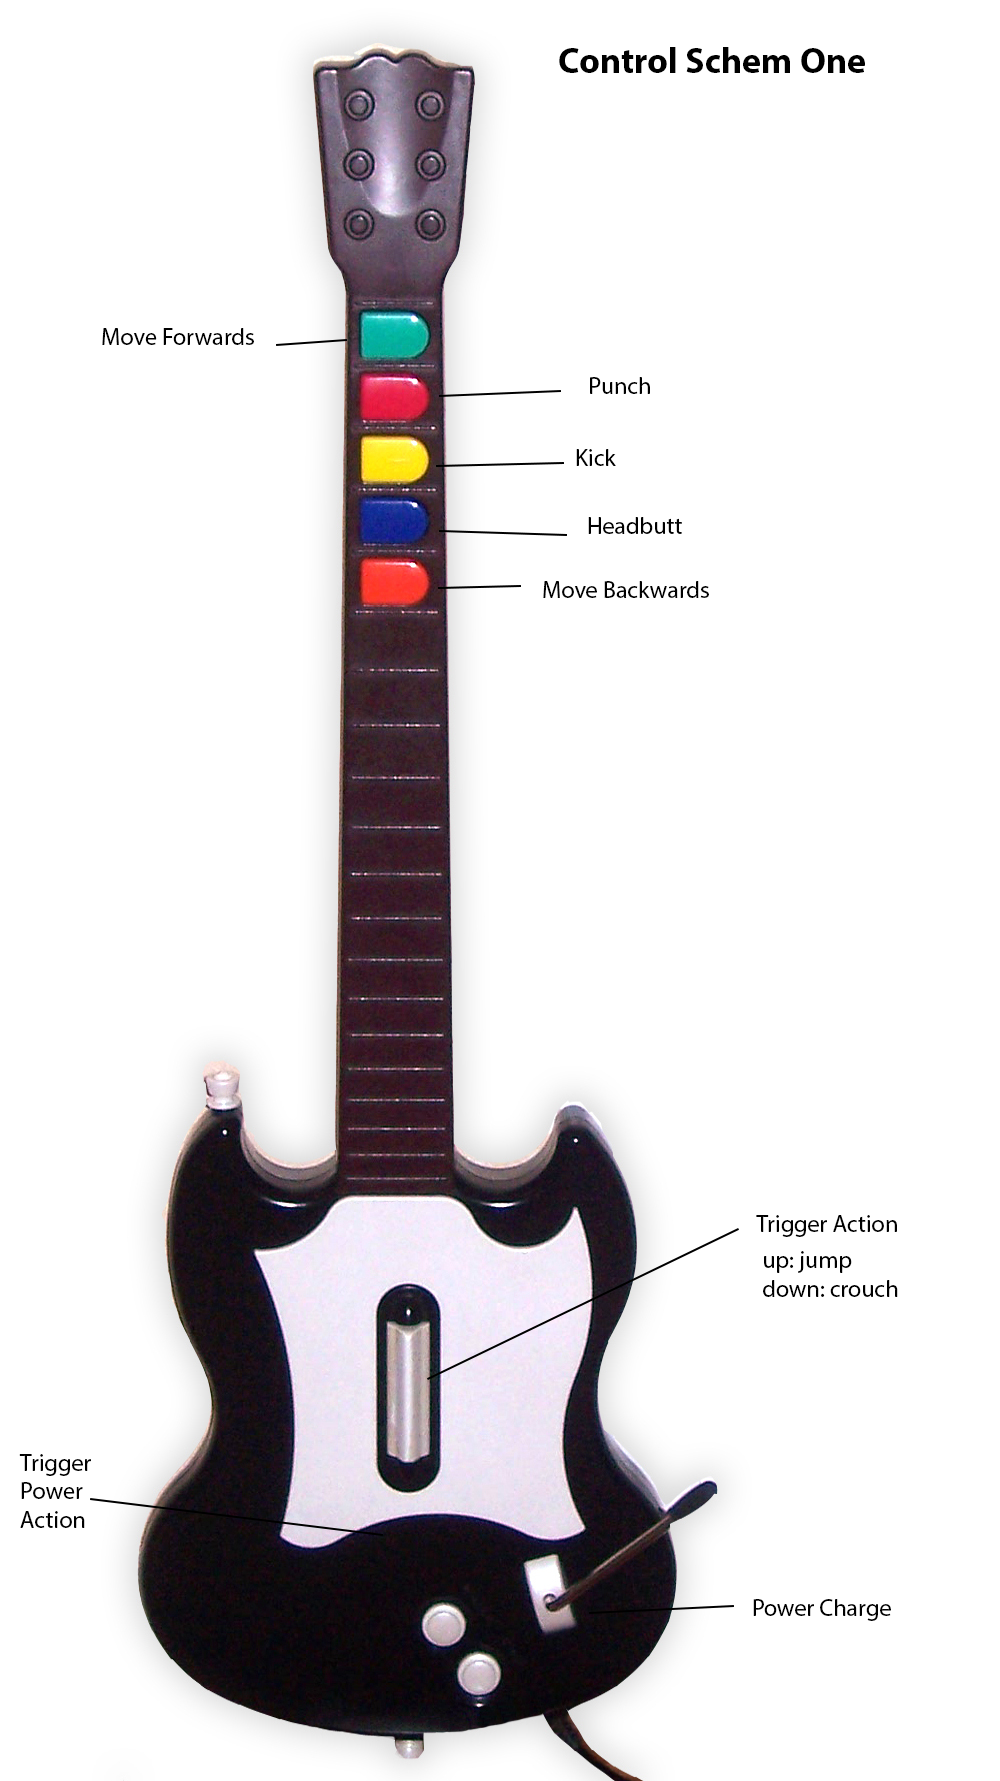 Control Schem One
Move Forwards
Punch
Kick
Headbutt
Move Backwards
Trigger Action
up: jump
down: crouch
Trigger
Power
Action
Power Charge